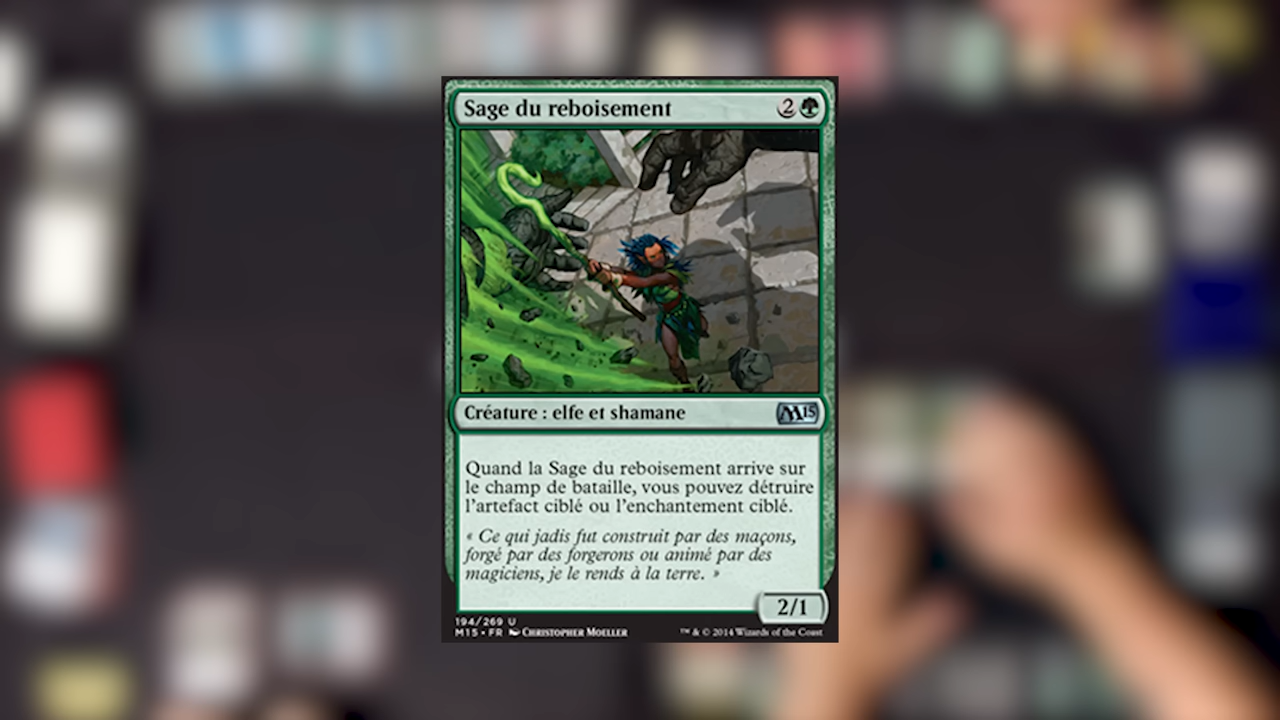 Sage du reboisement 2
Créature : elfe et shamane M15
Quand la Sage du reboisement arrive sur
le champ de bataille, vous pouvez détruire
l'artefact ciblé ou l'enchantement ciblé.
« Ce qui jadis fut construit par des maçons,
forgé par des forgerons ou animé par des
magiciens, je le rends à la terre. »
2/1
194/269 U
M15 • FR Christopher Moeller ™ & © 2014 Wizards of the Coast